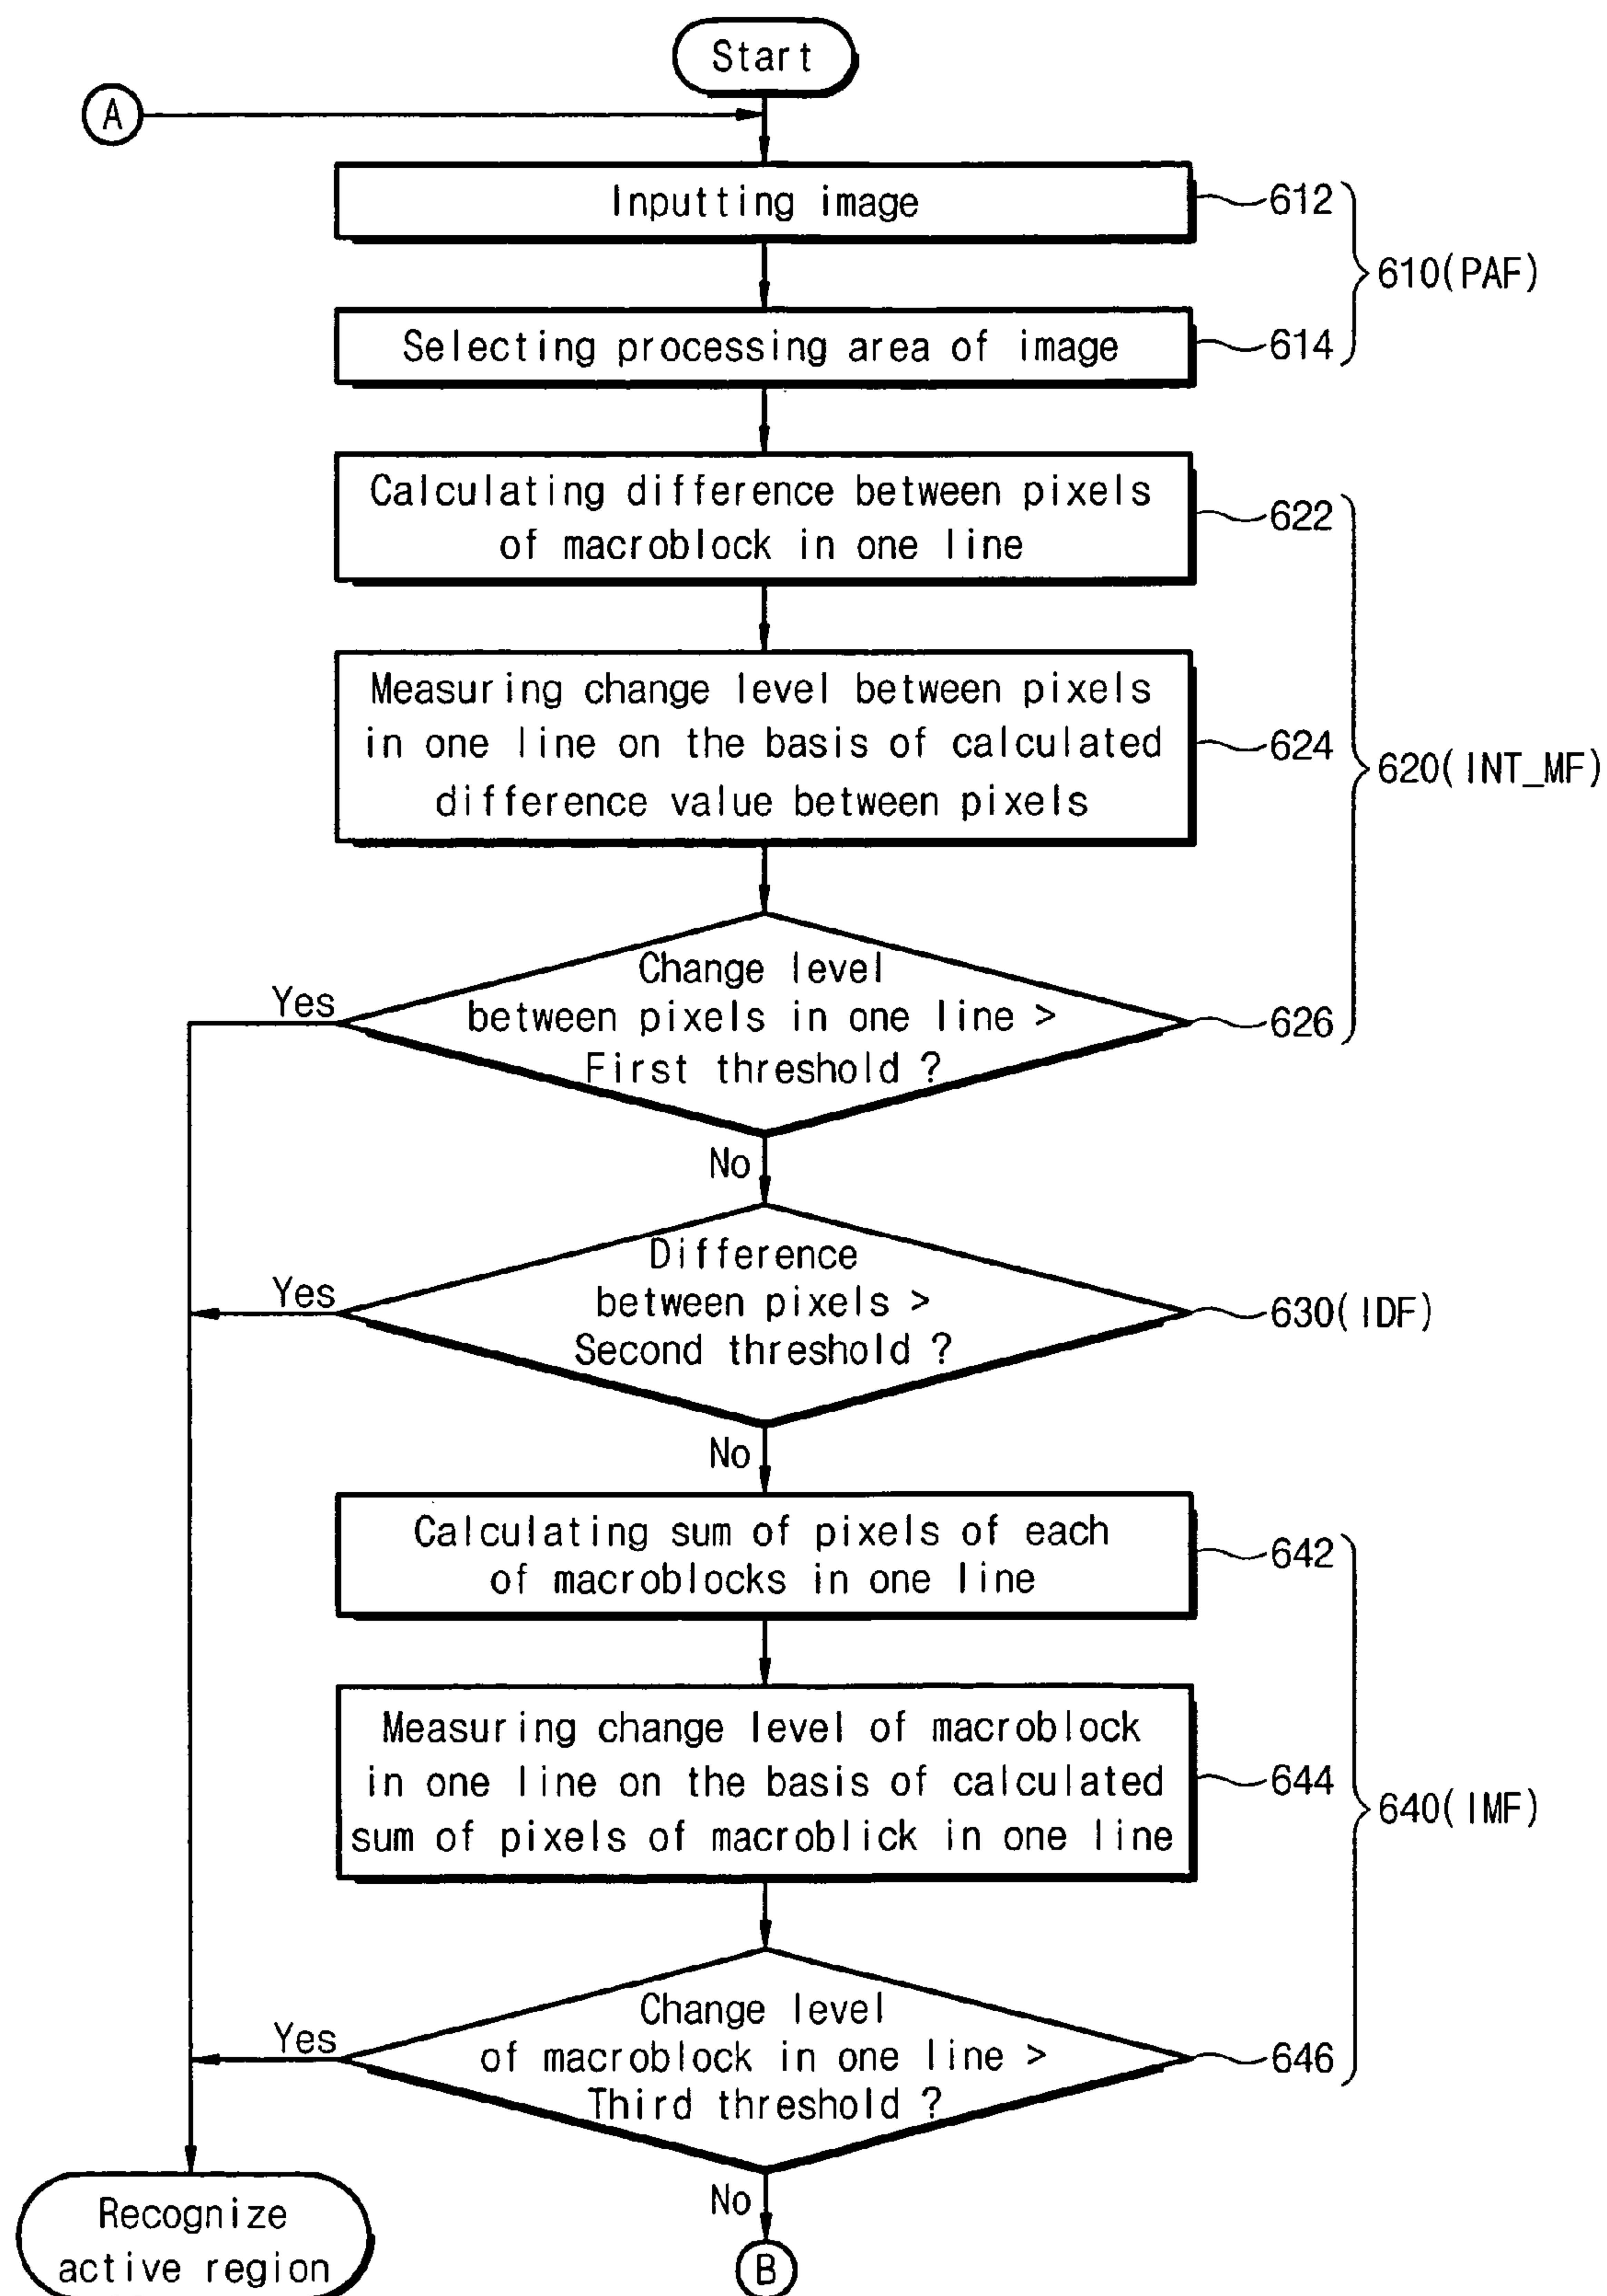 Start
A
Inputting image
612
610(PAF)
Selecting processing area of image
614
Calculating difference between pixels
of macroblock in one line
622
Measuring change level between pixels
in one line on the basis of calculated
difference value between pixels
624
620(INT_MF)
Change level
between pixels in one line >
First threshold ?
Yes
626
No
Difference
between pixels >
Second threshold ?
Yes
630(IDF)
No
Calculating sum of pixels of each
of macroblocks in one line
642
Measuring change level of macroblock
in one line on the basis of calculated
sum of pixels of macroblick in one line
644
640(IMF)
Change level
of macroblock in one line >
Third threshold ?
Yes
646
No
Recognize
active region
B